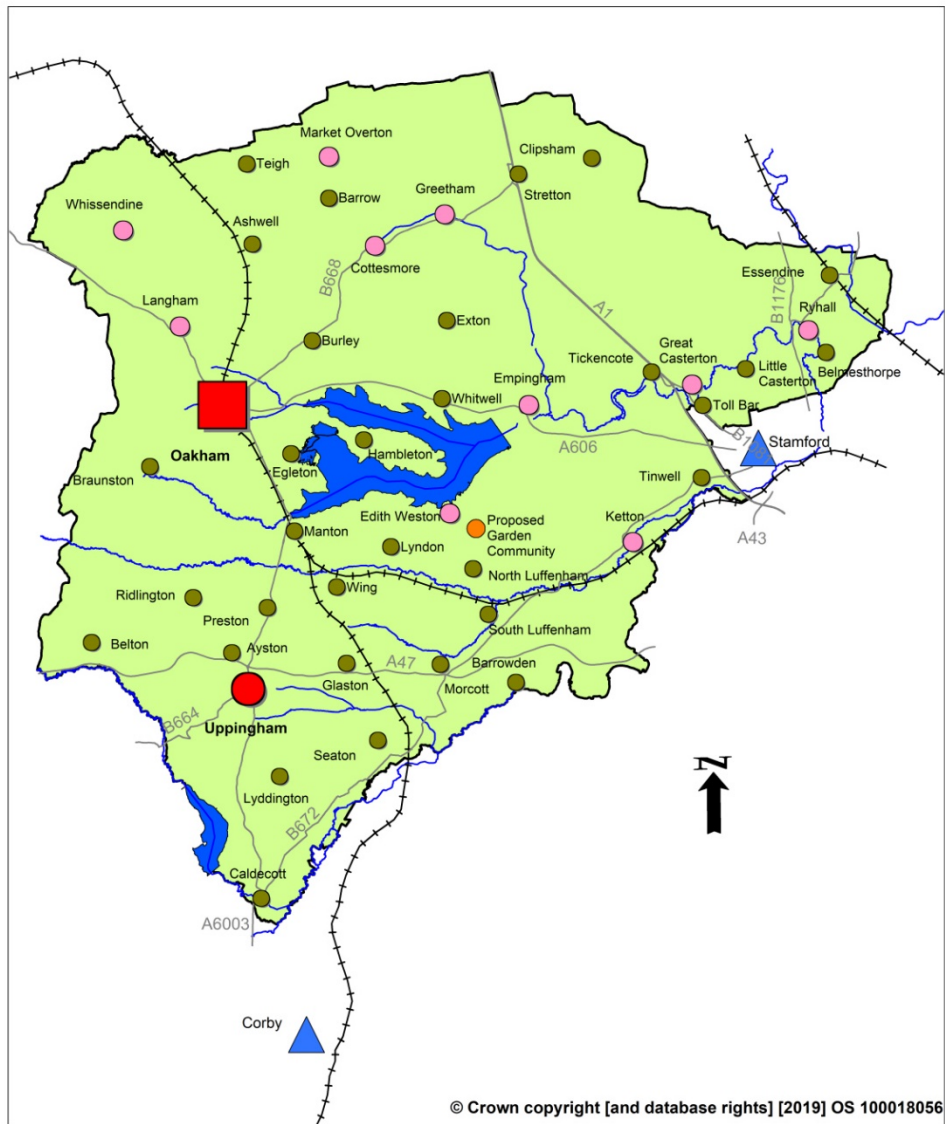 Market Overton
Clipsham
Teigh
Greetham
Stretton
Barrow
Whissendine
Ashwell
Cottesmore
B668
Essendine
B1176
Langham
A1
Ryhall
Exton
Burley
Great
Casterton
Tickencote
Little
Casterton
Belmesthorpe
Empingham
Whitwell
Toll Bar
A606
Stamford
Oakham
Hambleton
Egleton
Braunston
Tinwell
Edith Weston
Proposed
Garden
Community
Ketton
A43
Manton
Lyndon
North Luffenham
Wing
Ridlington
Preston
South Luffenham
Belton
Ayston
A47
Barrowden
Glaston
Morcott
B664
Uppingham
Seaton
N
Lyddington
B672
Caldecott
A6003
Corby
© Crown copyright [and database rights] [2019] OS 100018056